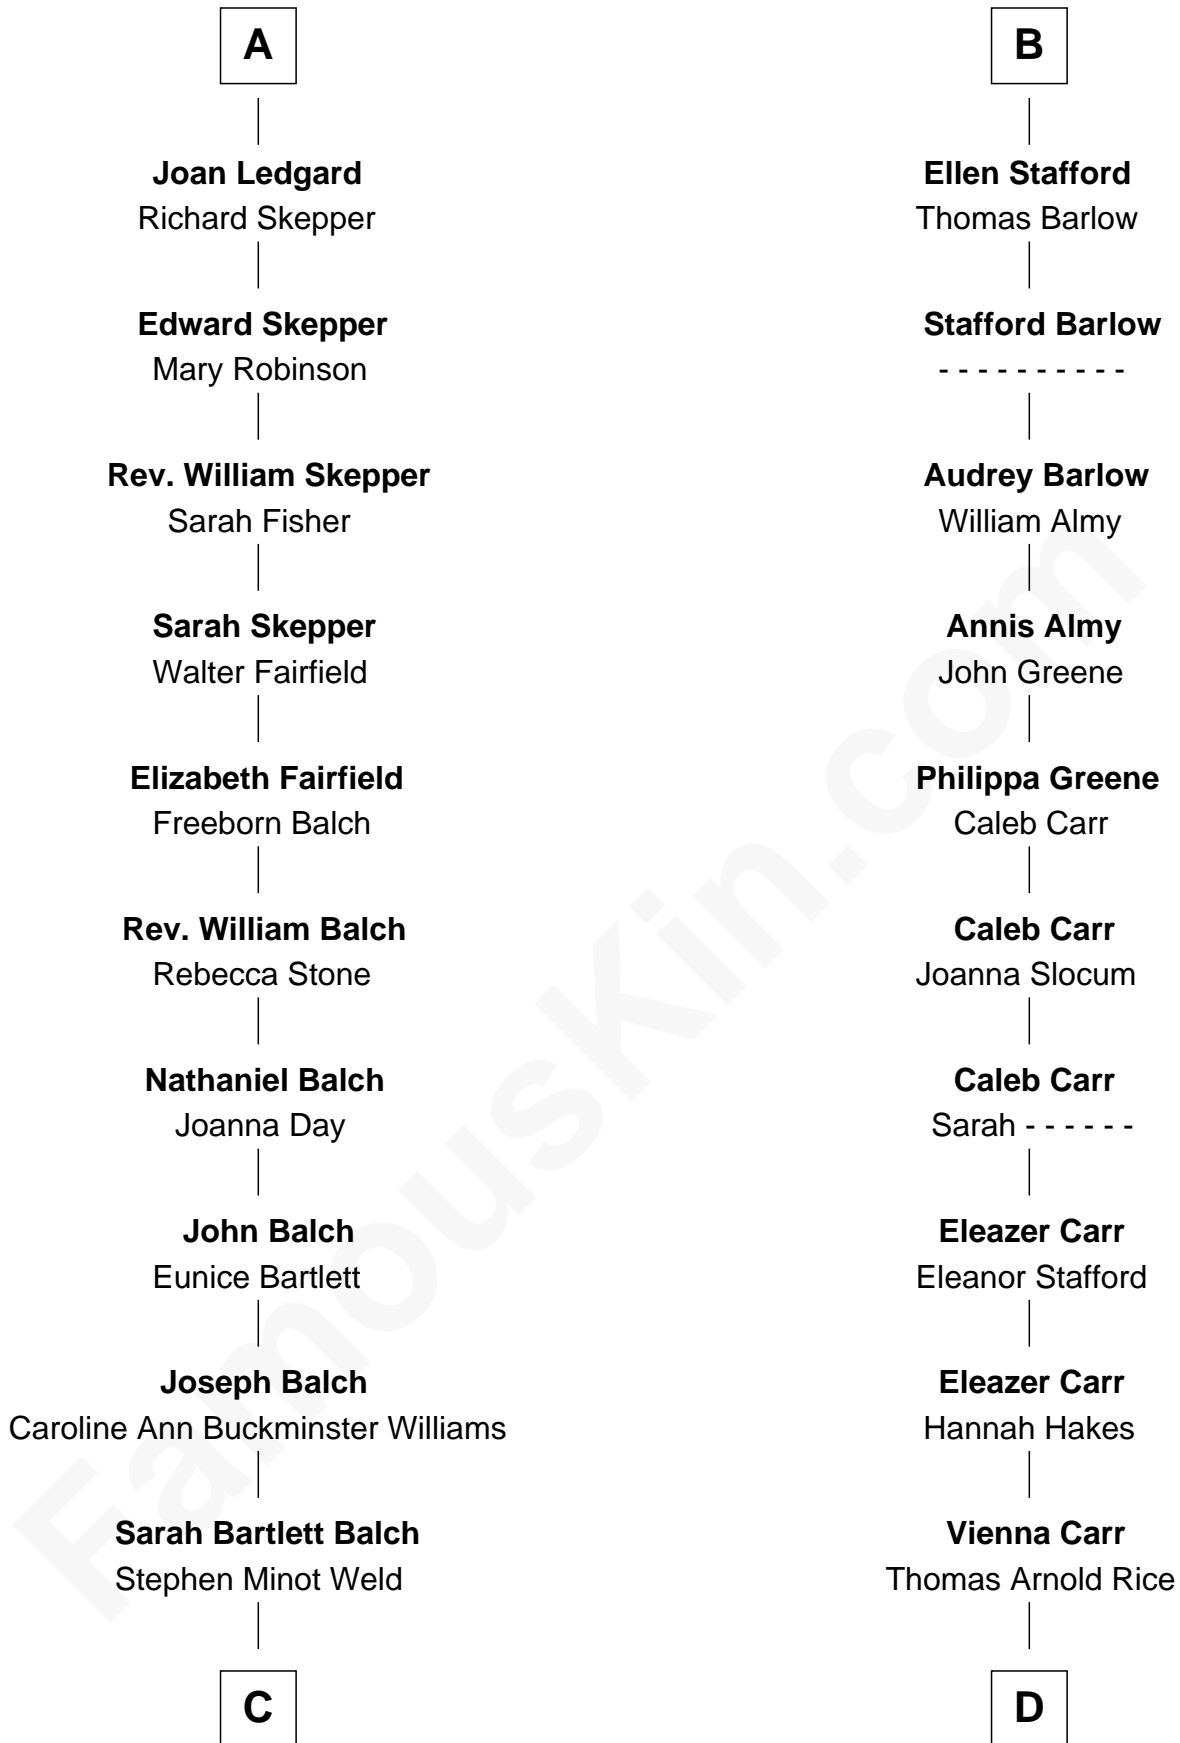 A
Joan Ledgard
Richard Skepper
Edward Skepper
Mary Robinson
Rev. William Skepper
Sarah Fisher
Sarah Skepper
Walter Fairfield
Elizabeth Fairfield
Freeborn Balch
Rev. William Balch
Rebecca Stone
Nathaniel Balch
Joanna Day
John Balch
Eunice Bartlett
Joseph Balch
Caroline Ann Buckminster Williams
Sarah Bartlett Balch
Stephen Minot Weld
C
B
Ellen Stafford
Thomas Barlow
Stafford Barlow
- - - - - - - - - -
Audrey Barlow
William Almy
Annis Almy
John Greene
Philippa Greene
Caleb Carr
Caleb Carr
Joanna Slocum
Caleb Carr
Sarah - - - - - -
Eleazer Carr
Eleanor Stafford
Eleazer Carr
Hannah Hakes
Vienna Carr
Thomas Arnold Rice
D
FamousKin.com